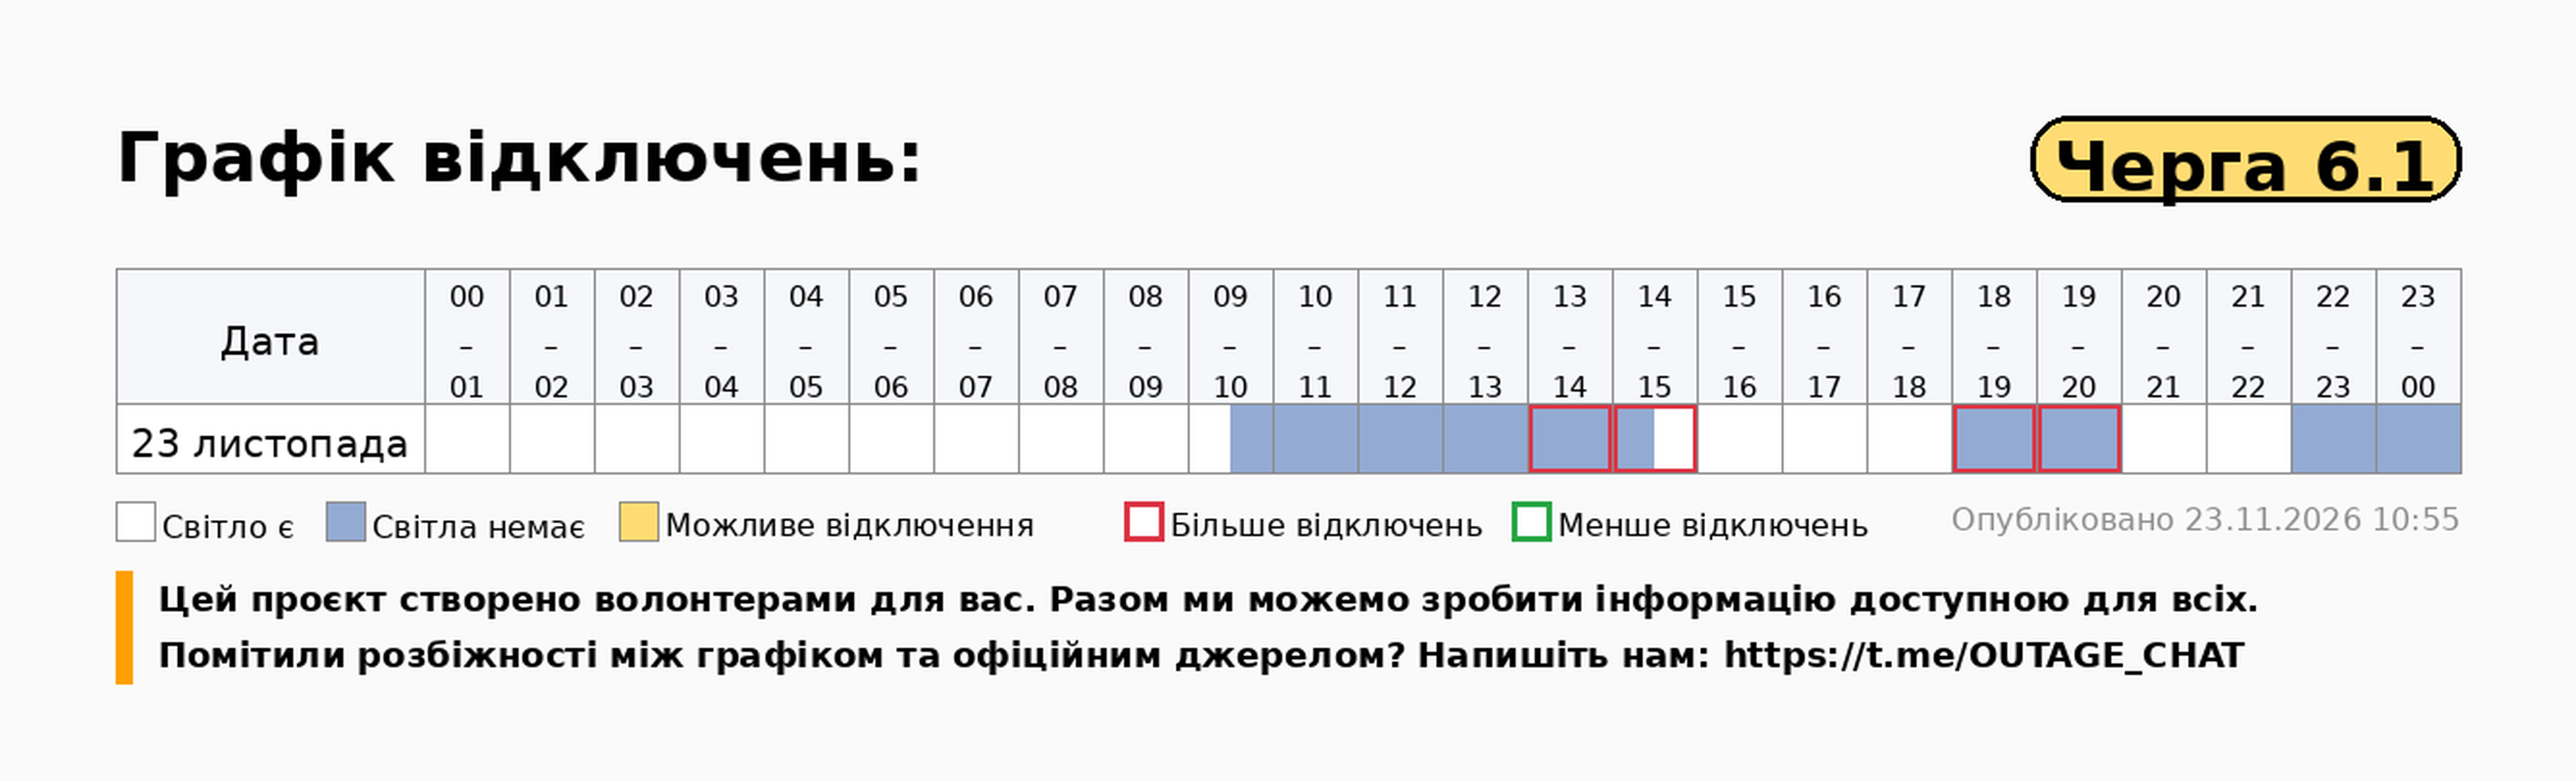 Графік відключень:
Черга 6.1
Дата
00 – 01
01 – 02
02 – 03
03 – 04
04 – 05
05 – 06
06 – 07
07 – 08
08 – 09
09 – 10
10 – 11
11 – 12
12 – 13
13 – 14
14 – 15
15 – 16
16 – 17
17 – 18
18 – 19
19 – 20
20 – 21
21 – 22
22 – 23
23 – 00
23 листопада
Світло є
Світла немає
Можливе відключення
Більше відключень
Менше відключень
Опубліковано 23.11.2026 10:55
Цей проєкт створено волонтерами для вас. Разом ми можемо зробити інформацію доступною для всіх.
Помітили розбіжності між графіком та офіційним джерелом? Напишіть нам: https://t.me/OUTAGE_CHAT